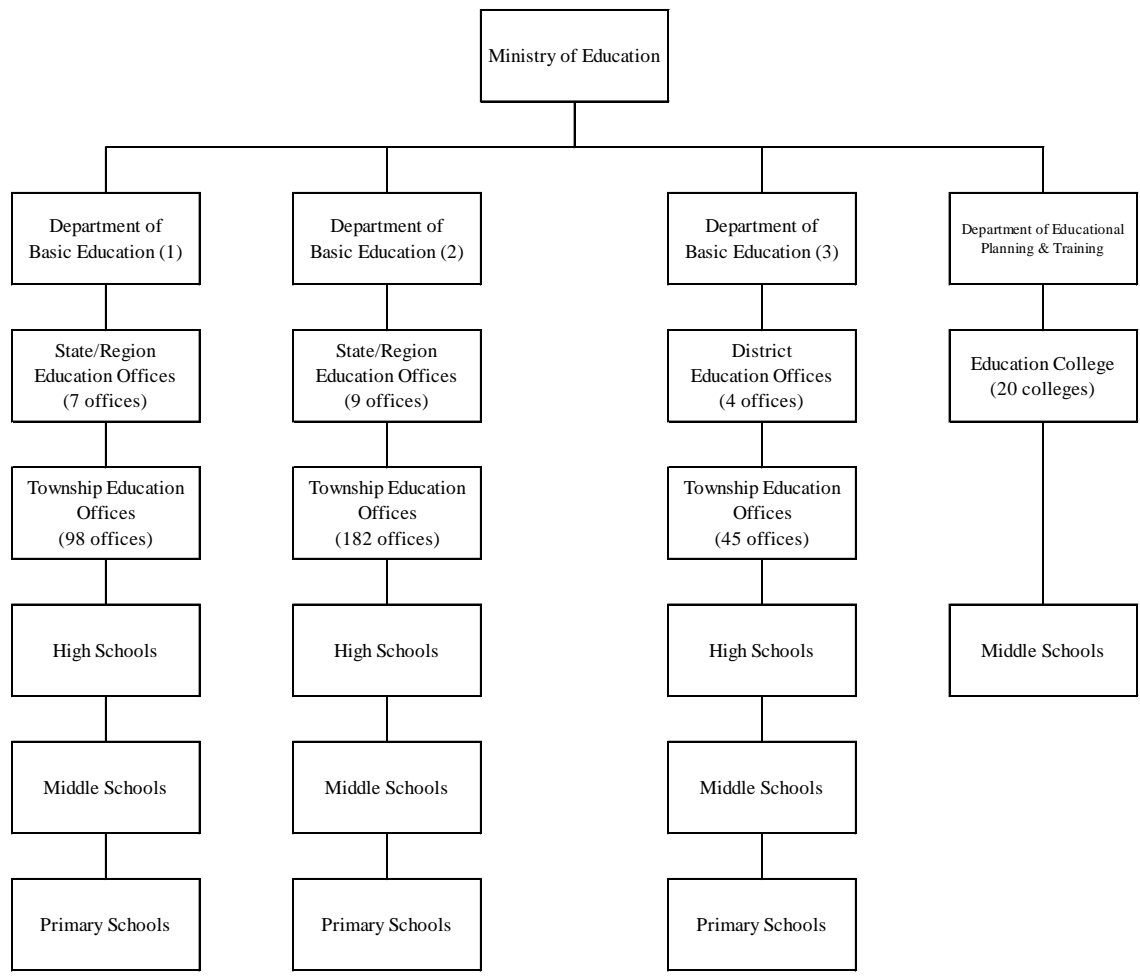 Ministry of Education
Department of
Basic Education (1)
Department of
Basic Education (2)
Department of
Basic Education (3)
Department of Educational
Planning & Training
State/Region
Education Offices
(7 offices)
State/Region
Education Offices
(9 offices)
District
Education Offices
(4 offices)
Education College
(20 colleges)
Township Education
Offices
(98 offices)
Township Education
Offices
(182 offices)
Township Education
Offices
(45 offices)
High Schools
High Schools
High Schools
Middle Schools
Middle Schools
Middle Schools
Middle Schools
Primary Schools
Primary Schools
Primary Schools